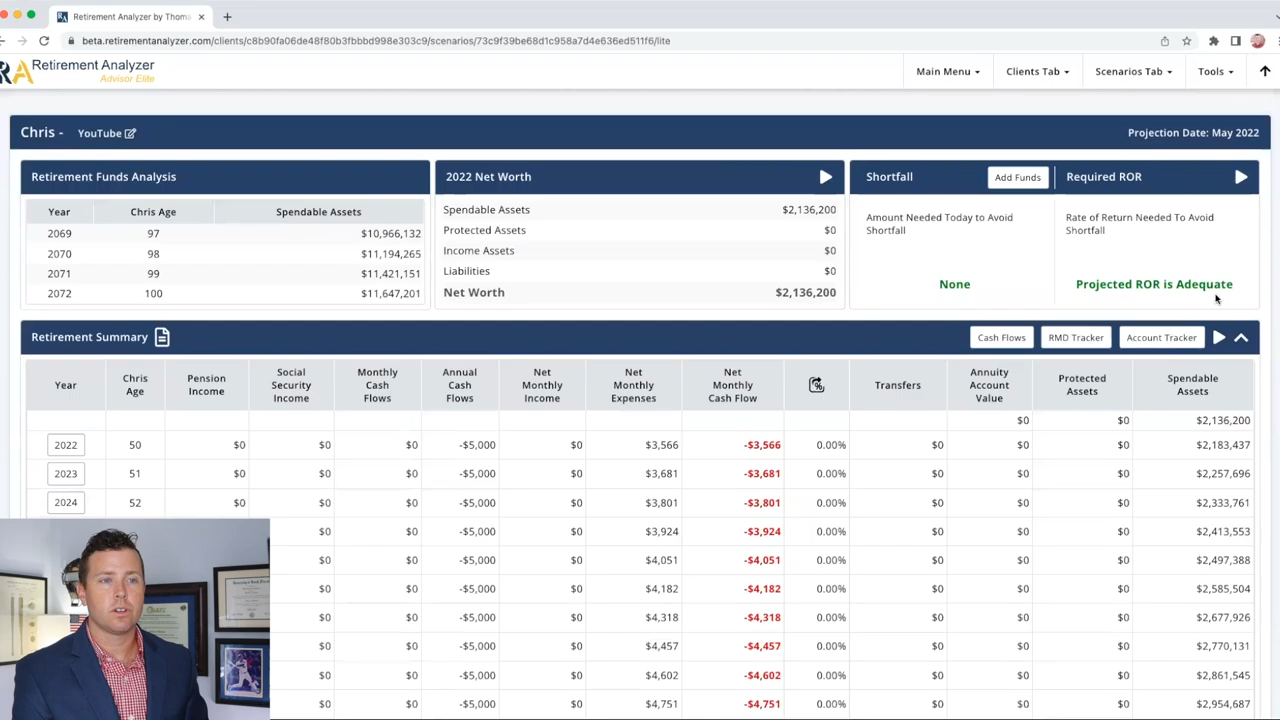 Retirement Analyzer by Thoma
beta.retirementanalyzer.com/clients/c8b90fa06de48f80b3fbbbd998e303c9/scenarios/73c9f39be68d1c958a7d4e636ed511f6/lite
RA Retirement Analyzer
Advisor Elite
Main Menu Clients Tab Scenarios Tab Tools
Chris - YouTube Projection Date: May 2022
Retirement Funds Analysis
Year Chris Age Spendable Assets
2069 97 $10,966,132
2070 98 $11,194,265
2071 99 $11,421,151
2072 100 $11,647,201
2022 Net Worth
Spendable Assets $2,136,200
Protected Assets $0
Income Assets $0
Liabilities $0
Net Worth $2,136,200
Shortfall Add Funds Required ROR
Amount Needed Today to Avoid
Shortfall
None
Rate of Return Needed To Avoid
Shortfall
Projected ROR is Adequate
Retirement Summary Cash Flows RMD Tracker Account Tracker
Year
Chris
Age
Pension
Income
Social
Security
Income
Monthly
Cash
Flows
Annual
Cash
Flows
Net
Monthly
Income
Net
Monthly
Expenses
Net
Monthly
Cash Flow
%
Transfers
Annuity
Account
Value
Protected
Assets
Spendable
Assets
$0 $0 $2,136,200
2022 50 $0 $0 $0 -$5,000 $0 $3,566 -$3,566 0.00% $0 $0 $0 $2,183,437
2023 51 $0 $0 $0 -$5,000 $0 $3,681 -$3,681 0.00% $0 $0 $0 $2,257,696
2024 52 $0 $0 $0 -$5,000 $0 $3,801 -$3,801 0.00% $0 $0 $0 $2,333,761
$0 $0 -$5,000 $0 $3,924 -$3,924 0.00% $0 $0 $0 $2,413,553
$0 $0 -$5,000 $0 $4,051 -$4,051 0.00% $0 $0 $0 $2,497,388
$0 $0 -$5,000 $0 $4,182 -$4,182 0.00% $0 $0 $0 $2,585,504
$0 $0 -$5,000 $0 $4,318 -$4,318 0.00% $0 $0 $0 $2,677,926
$0 $0 -$5,000 $0 $4,457 -$4,457 0.00% $0 $0 $0 $2,770,131
$0 $0 -$5,000 $0 $4,602 -$4,602 0.00% $0 $0 $0 $2,861,545
$0 $0 -$5,000 $0 $4,751 -$4,751 0.00% $0 $0 $0 $2,954,687